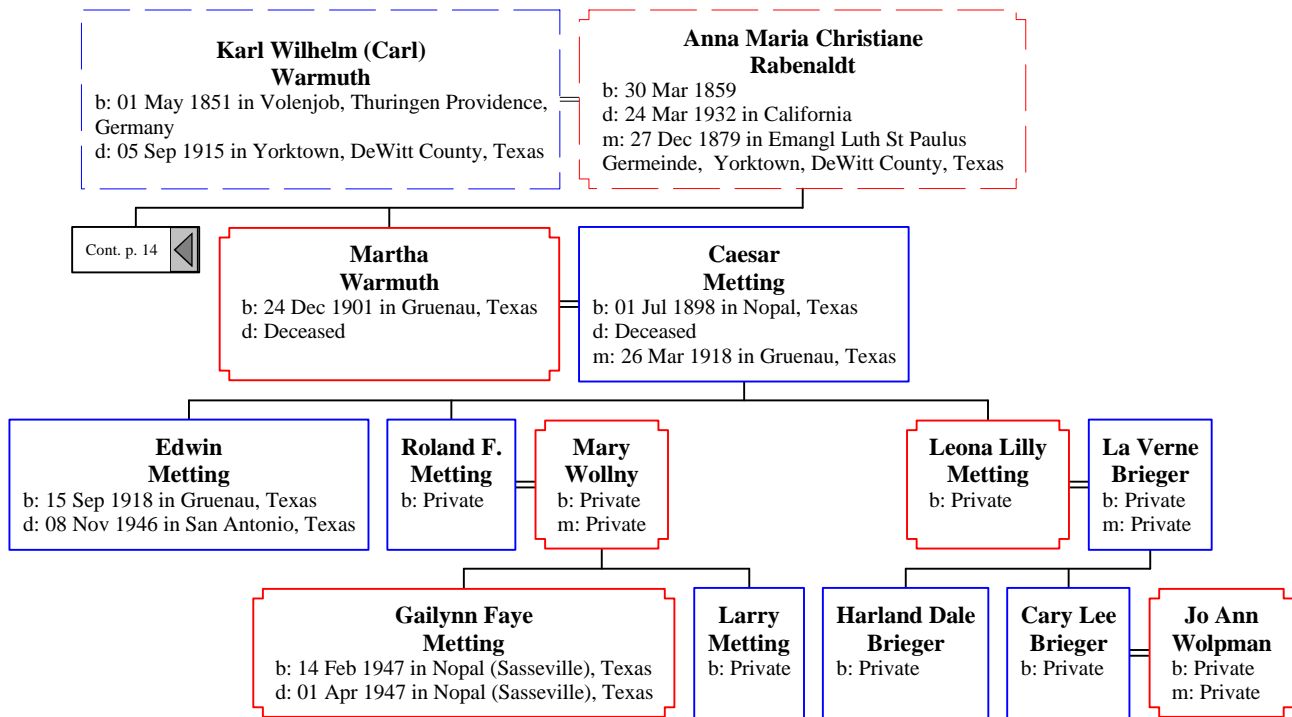 Karl Wilhelm (Carl)
Warmuth
b: 01 May 1851 in Volenjob, Thuringen Providence,
Germany
d: 05 Sep 1915 in Yorktown, DeWitt County, Texas
Anna Maria Christiane
Rabenaldt
b: 30 Mar 1859
d: 24 Mar 1932 in California
m: 27 Dec 1879 in Emangl Luth St Paulus
Germeinde, Yorktown, DeWitt County, Texas
Cont. p. 14
Martha
Warmuth
b: 24 Dec 1901 in Gruenau, Texas
d: Deceased
Caesar
Metting
b: 01 Jul 1898 in Nopal, Texas
d: Deceased
m: 26 Mar 1918 in Gruenau, Texas
Edwin
Metting
b: 15 Sep 1918 in Gruenau, Texas
d: 08 Nov 1946 in San Antonio, Texas
Roland F.
Metting
b: Private
Mary
Wollny
b: Private
m: Private
Leona Lilly
Metting
b: Private
La Verne
Brieger
b: Private
m: Private
Gailynn Faye
Metting
b: 14 Feb 1947 in Nopal (Sasseville), Texas
d: 01 Apr 1947 in Nopal (Sasseville), Texas
Larry
Metting
b: Private
Harland Dale
Brieger
b: Private
Cary Lee
Brieger
b: Private
Jo Ann
Wolpman
b: Private
m: Private